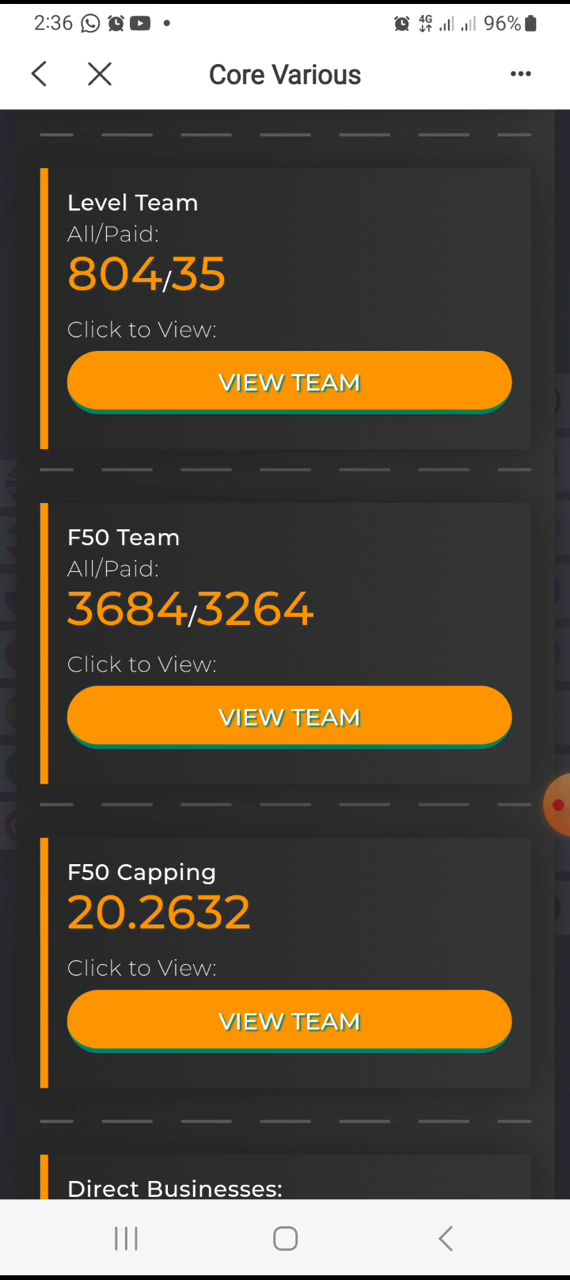 2:36
4G
96%
Core Various
Level Team
All/Paid:
804/35
Click to View:
VIEW TEAM
F50 Team
All/Paid:
3684/3264
Click to View:
VIEW TEAM
F50 Capping
20.2632
Click to View:
VIEW TEAM
Direct Businesses: